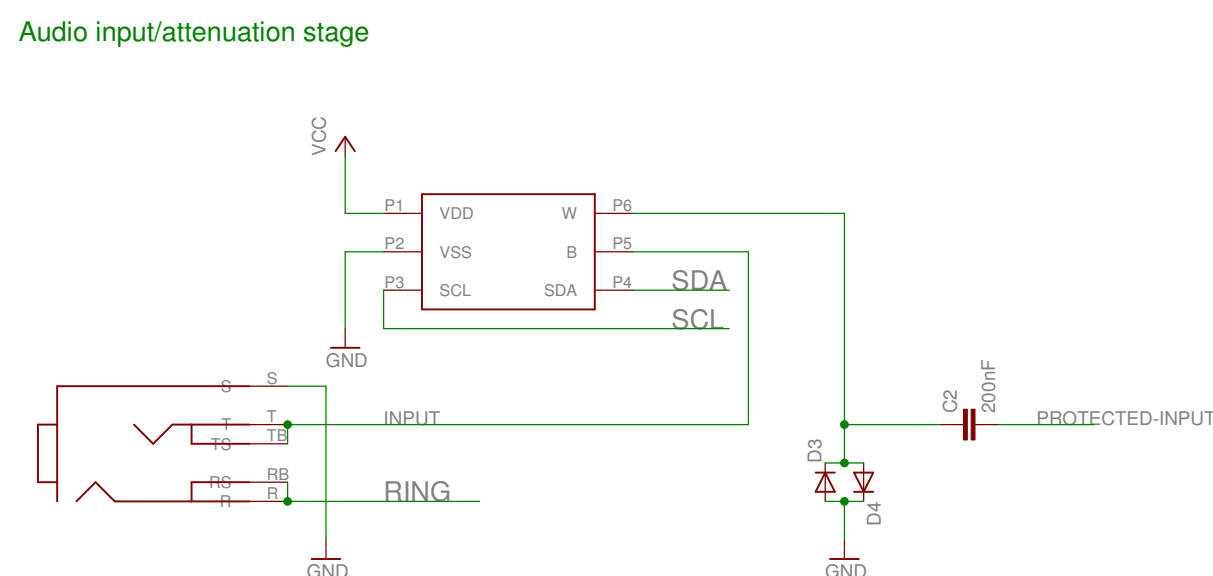 Audio input/attenuation stage
VCC
P1 VDD W P6
P2 VSS B P5
P3 SCL SDA P4 SDA
SCL
GND
S S
T T INPUT
TS TB
RS RB
R R RING
GND
D3
D4
GND
C2
200nF
PROTECTED-INPUT